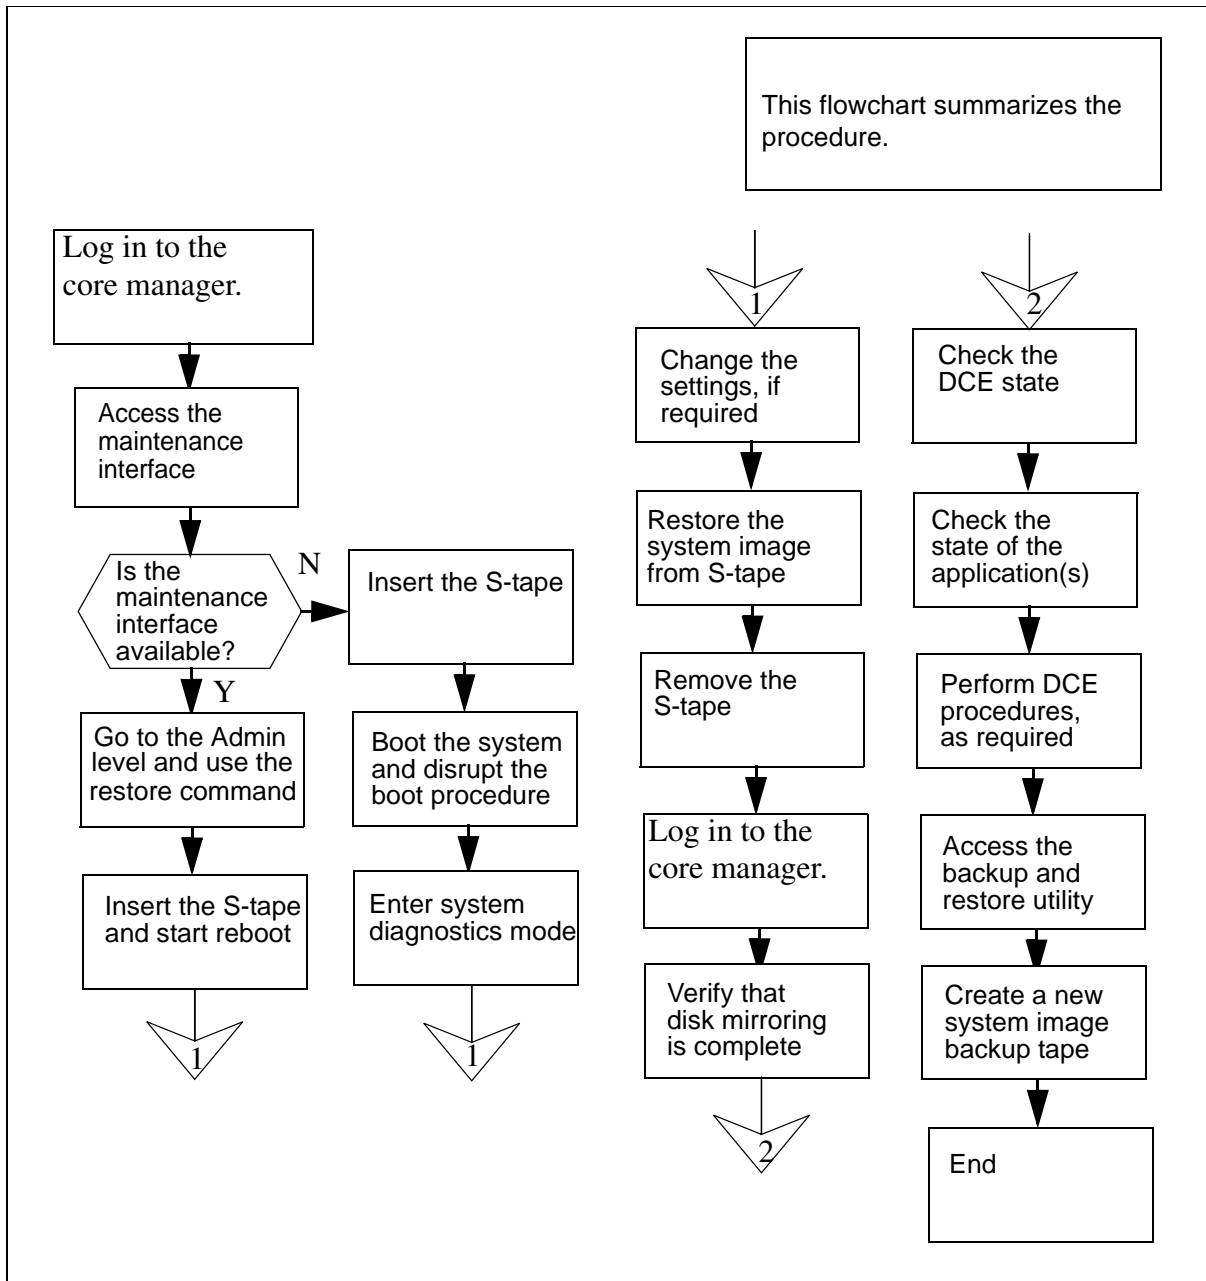 This flowchart summarizes the
procedure.
Log in to the
core manager.
Access the
maintenance
interface
Is the
maintenance
interface
available?
N
Y
Go to the Admin
level and use the
restore command
Insert the S-tape
and start reboot
1
Insert the S-tape
Boot the system
and disrupt the
boot procedure
Enter system
diagnostics mode
1
1
Change the
settings, if
required
Restore the
system image
from S-tape
Remove the
S-tape
Log in to the
core manager.
Verify that
disk mirroring
is complete
2
2
Check the
DCE state
Check the
state of the
application(s)
Perform DCE
procedures,
as required
Access the
backup and
restore utility
Create a new
system image
backup tape
End